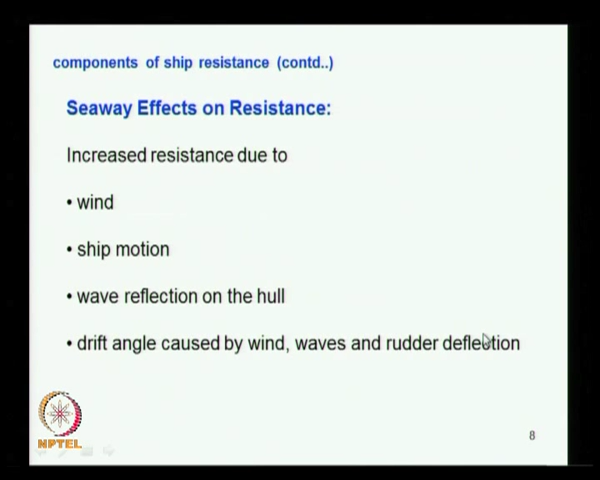 components of ship resistance (contd..)
Seaway Effects on Resistance:
Increased resistance due to
• wind
• ship motion
• wave reflection on the hull
• drift angle caused by wind, waves and rudder deflection
NPTEL
8